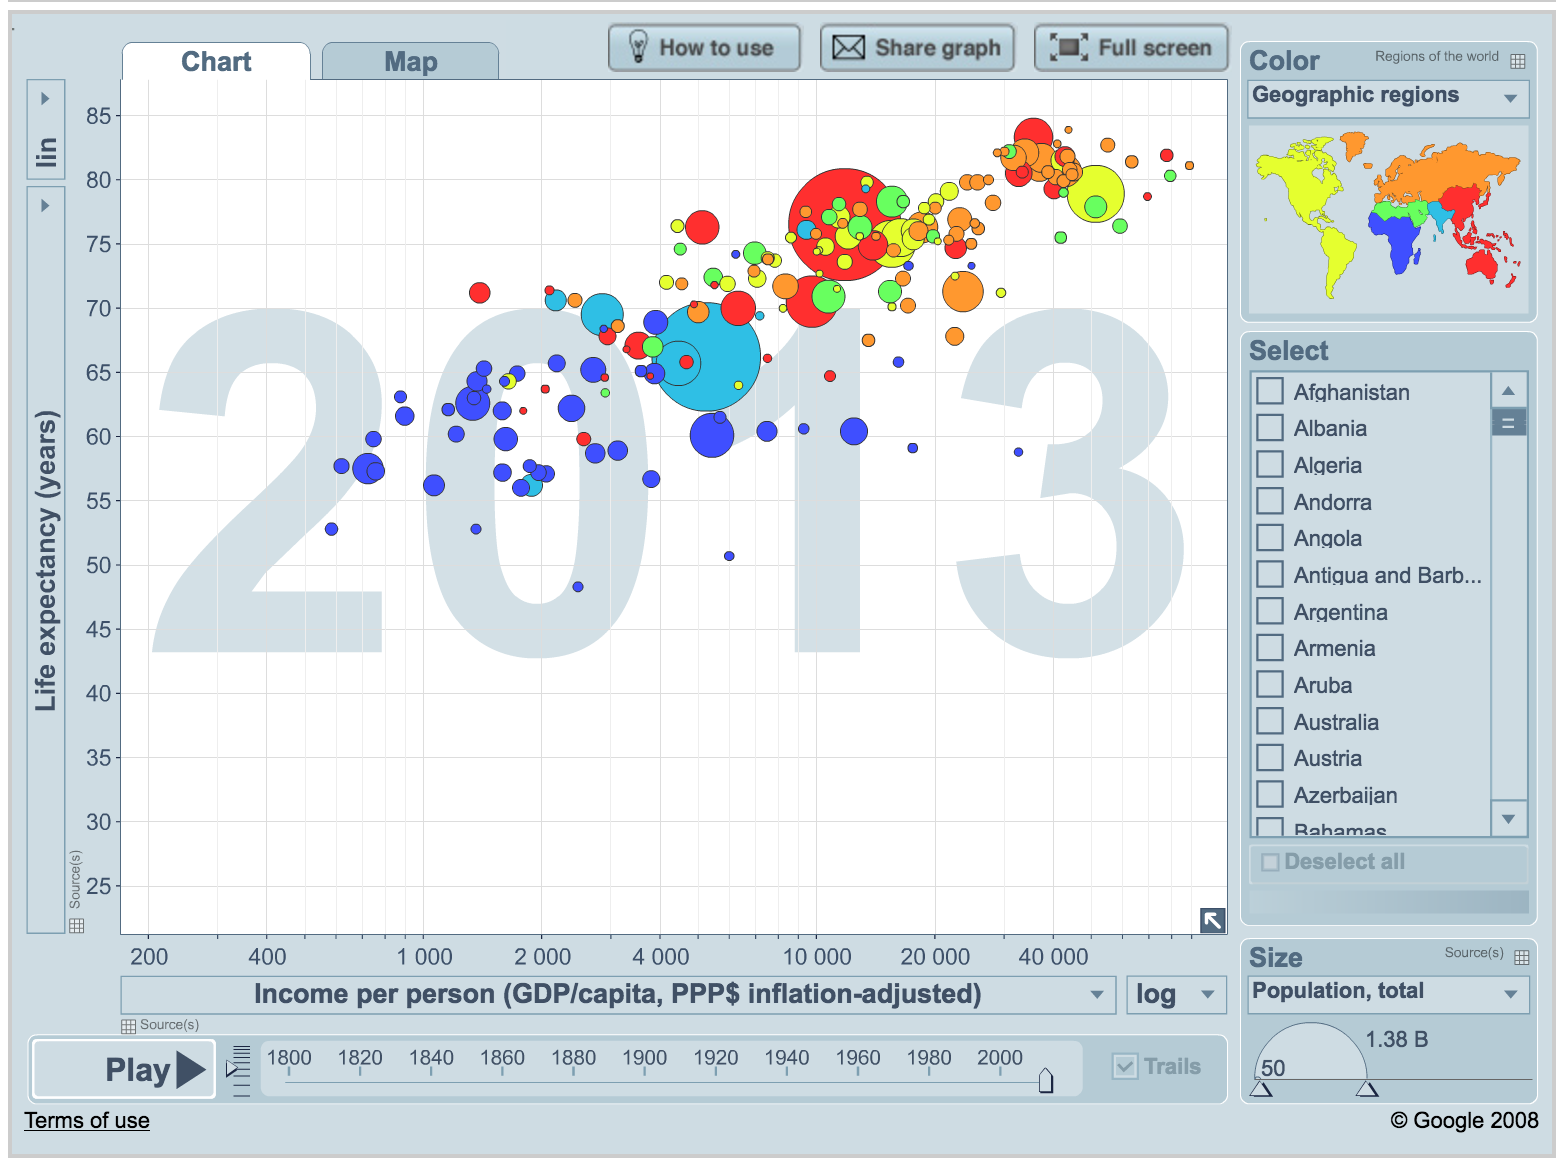 How to use
Share graph
Full screen
Chart
Map
Color
Regions of the world
Geographic regions
lin
Life expectancy (years)
Source(s)
85
80
75
70
65
60
55
50
45
40
35
30
25
2013
200
400
1 000
2 000
4 000
10 000
20 000
40 000
Income per person (GDP/capita, PPP$ inflation-adjusted)
log
Source(s)
Select
Afghanistan
Albania
Algeria
Andorra
Angola
Antigua and Barb...
Argentina
Armenia
Aruba
Australia
Austria
Azerbaijan
Bahamas
Deselect all
Size
Source(s)
Population, total
1.38 B
50
Play
1800
1820
1840
1860
1880
1900
1920
1940
1960
1980
2000
Trails
Terms of use
© Google 2008